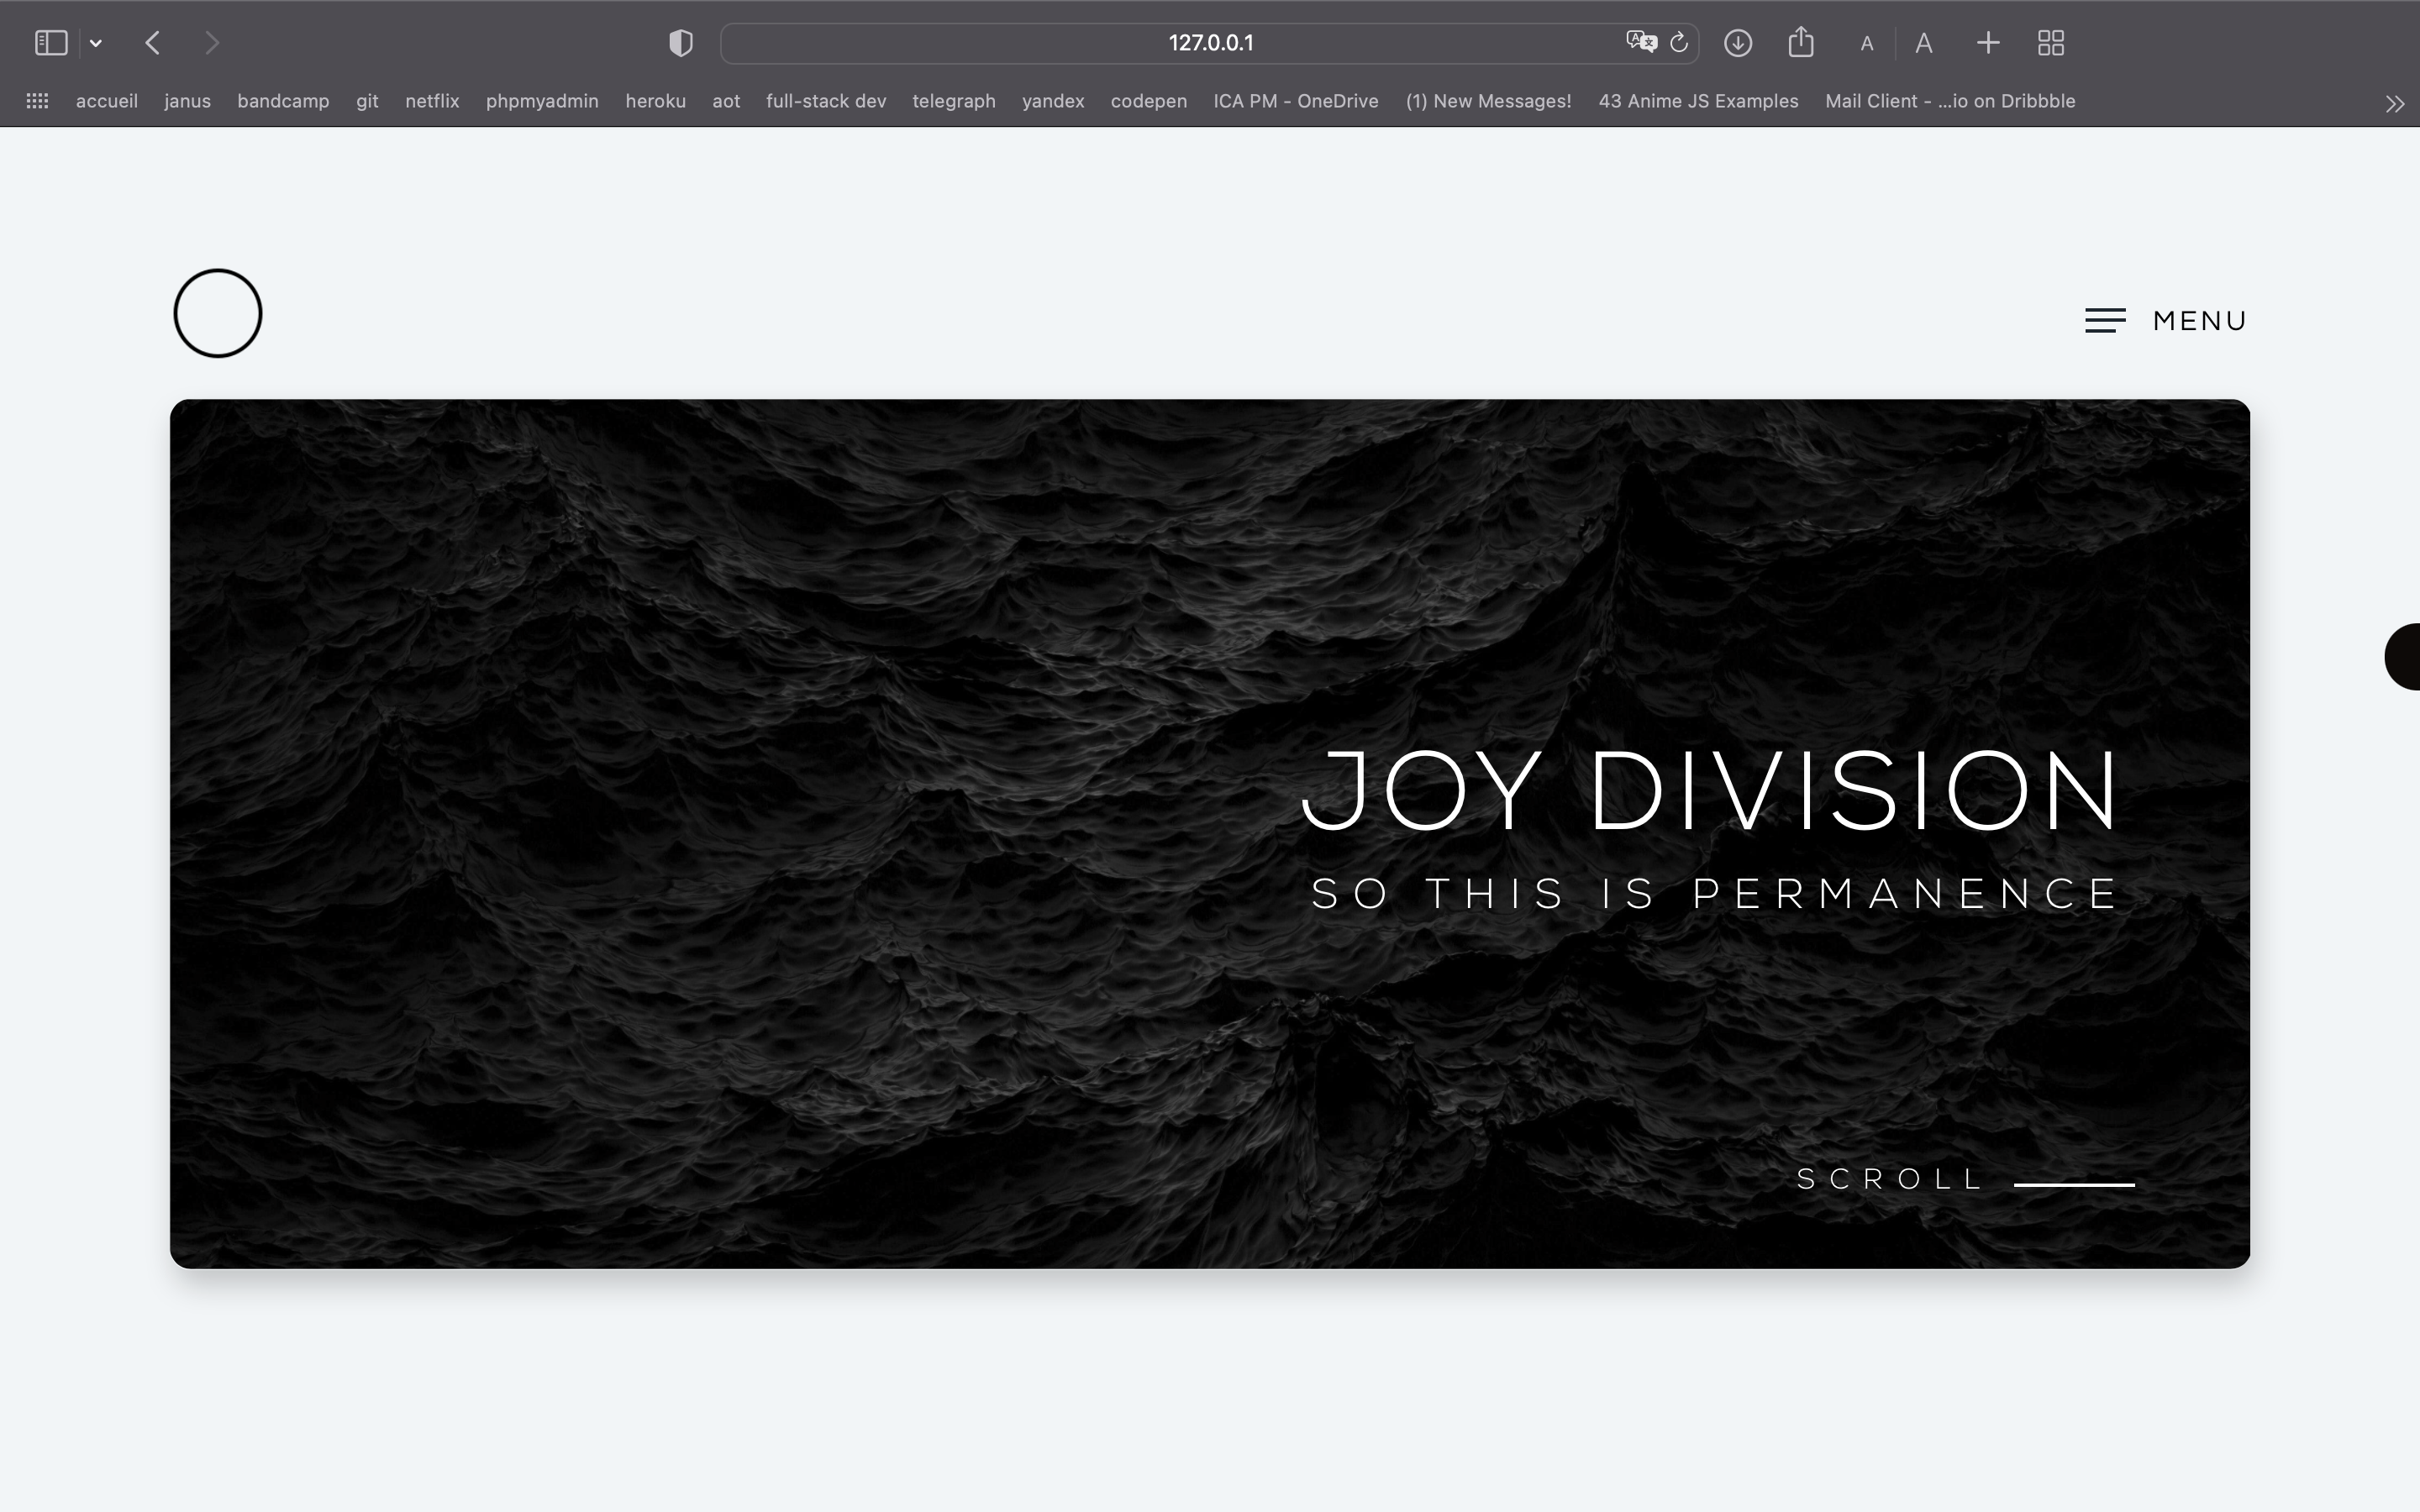 127.0.0.1
accueil janus bandcamp git netflix phpmyadmin heroku aot full-stack dev telegraph yandex codepen ICA PM - OneDrive (1) New Messages! 43 Anime JS Examples Mail Client - ...io on Dribbble
MENU
JOY DIVISION
SO THIS IS PERMANENCE
SCROLL